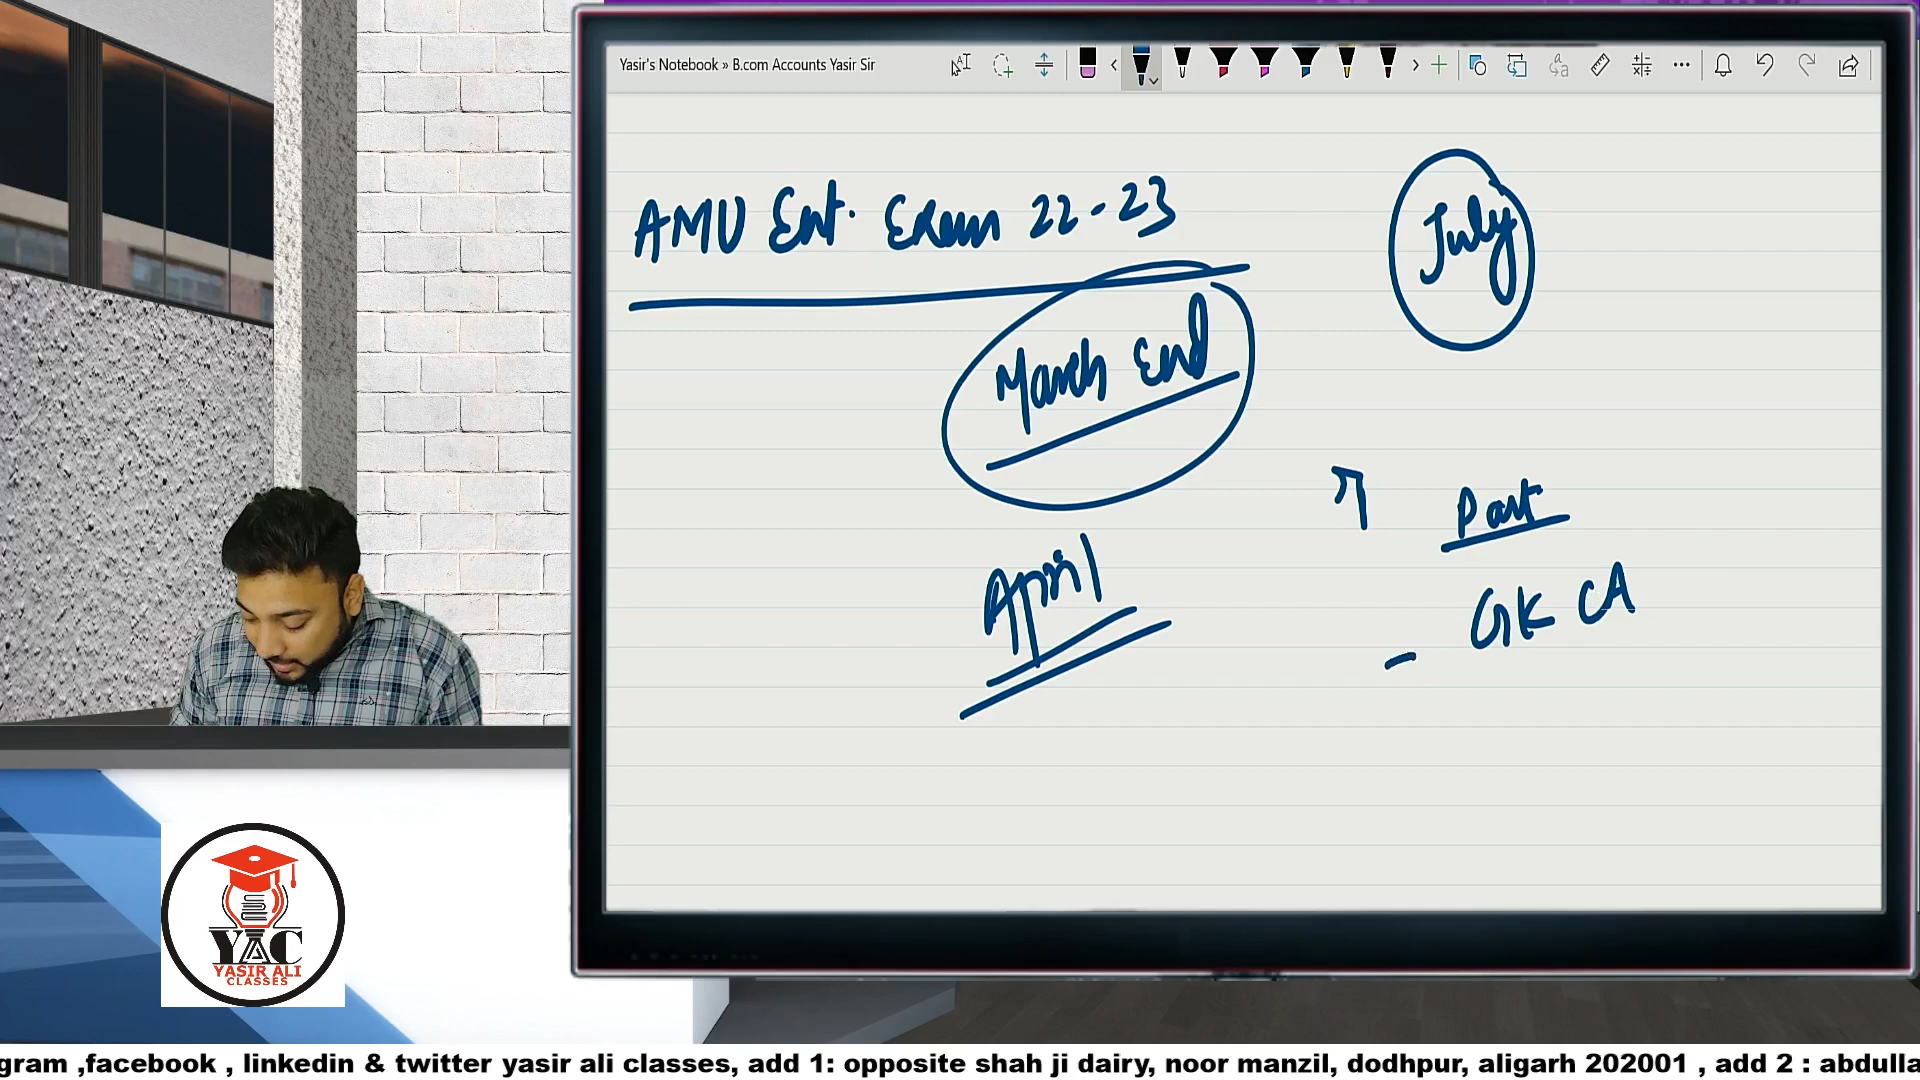 Yasir's Notebook » B.com Accounts Yasir Sir
AMU Ent. Exam 22-23
July
March End
April
Part
GK CA
YAC
YASIR ALI
CLASSES
gram ,facebook , linkedin & twitter yasir ali classes, add 1: opposite shah ji dairy, noor manzil, dodhpur, aligarh 202001 , add 2 : abdulla